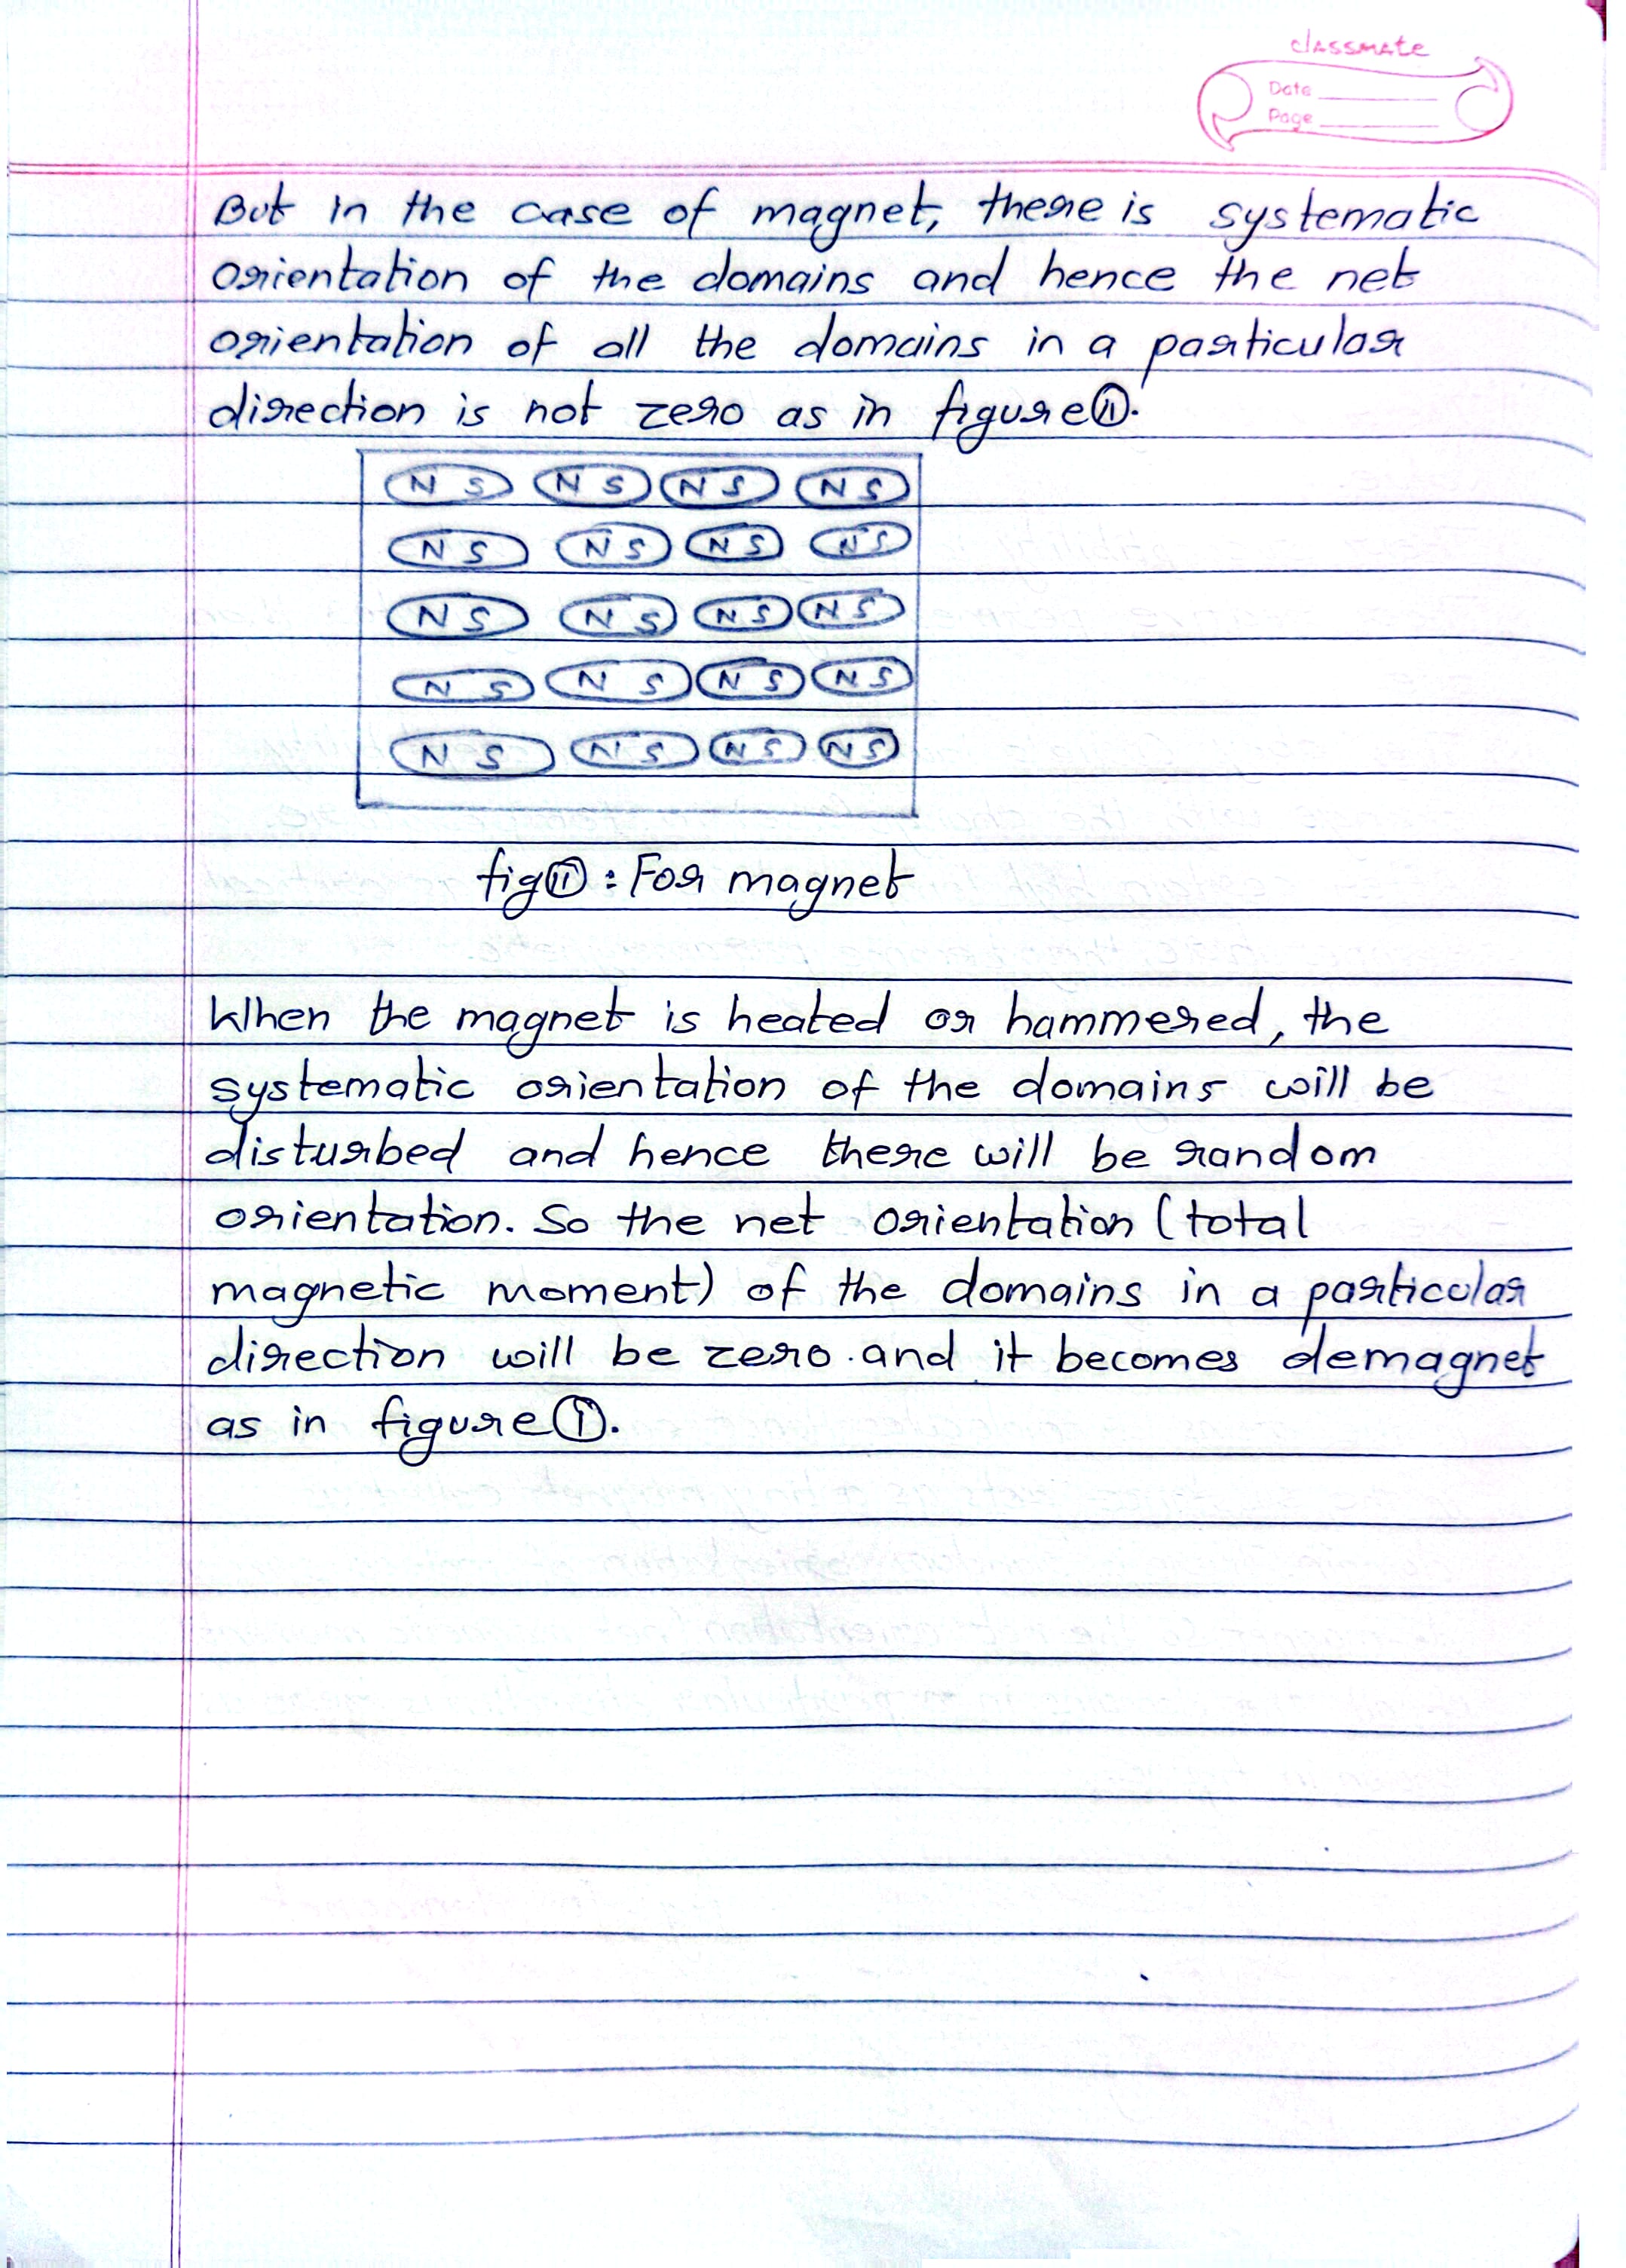 classmate
Date
Page
But in the case of magnet, there is systematic
orientation of the domains and hence the net
orientation of all the domains in a particular
direction is not zero as in figure (ii).
N S N S N S N S
N S N S N S N S
N S N S N S N S
N S N S N S N S
N S N S N S N S
fig (ii) : For magnet
When the magnet is heated or hammered, the
systematic orientation of the domains will be
disturbed and hence there will be random
orientation. So the net orientation (total
magnetic moment) of the domains in a particular
direction will be zero. and it becomes demagnet
as in figure (i).